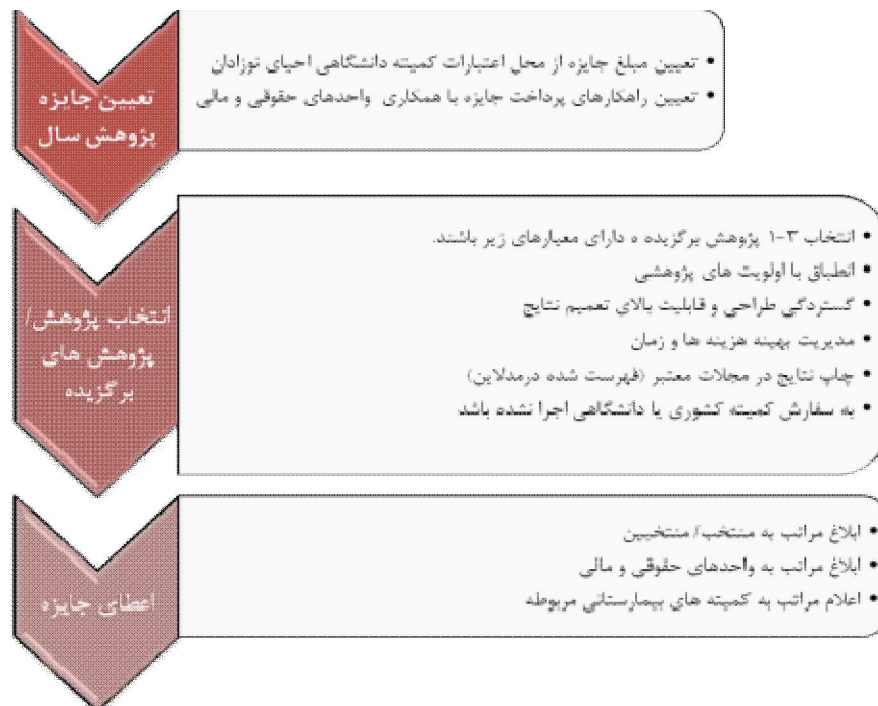 تعیین جایزه
پژوهش سال
• تعیین مبلغ جایزه از محل اعتبارات کمیته دانشگاهی احیای نوزادان
• تعیین راهکارهای پرداخت جایزه با همکاری واحدهای حقوقی و مالی
انتخاب پژوهش/
پژوهش های
برگزیده
• انتخاب ۳-۱ پژوهش برگزیده ه دارای معیارهای زیر باشند.
• انطباق با اولویت های پژوهشی
• گستردگی طراحی و قابلیت بالای تعمیم نتایج
• مدیریت بهینه هزینه ها و زمان
• چاپ نتایج در مجلات معتبر (فهرست شده درمدلاین)
• به سفارش کمیته کشوری یا دانشگاهی اجرا نشده باشد
اعطای جایزه
• ابلاغ مراتب به منتخب/ منتخبین
• ابلاغ مراتب به واحدهای حقوقی و مالی
• اعلام مراتب به کمیته های بیمارستانی مربوطه